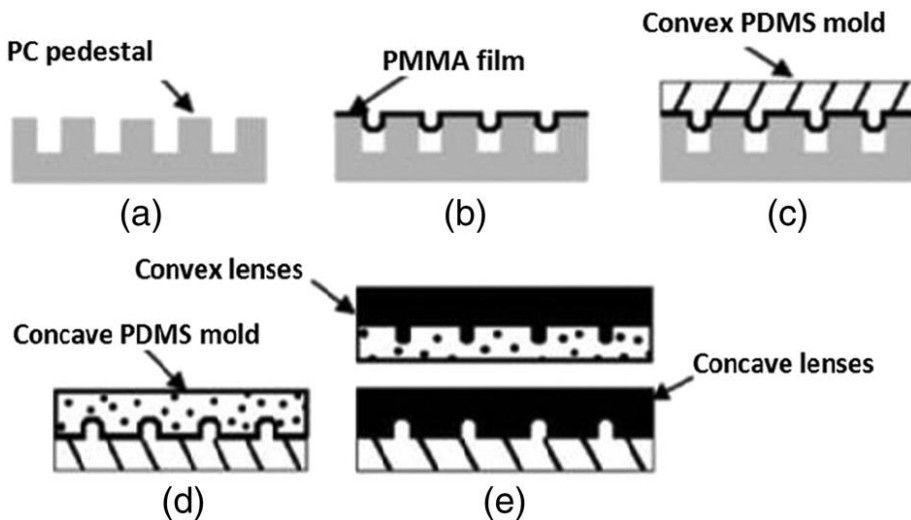 PC pedestal
PMMA film
Convex PDMS mold
(a)
(b)
(c)
Convex lenses
Concave PDMS mold
Concave lenses
(d)
(e)